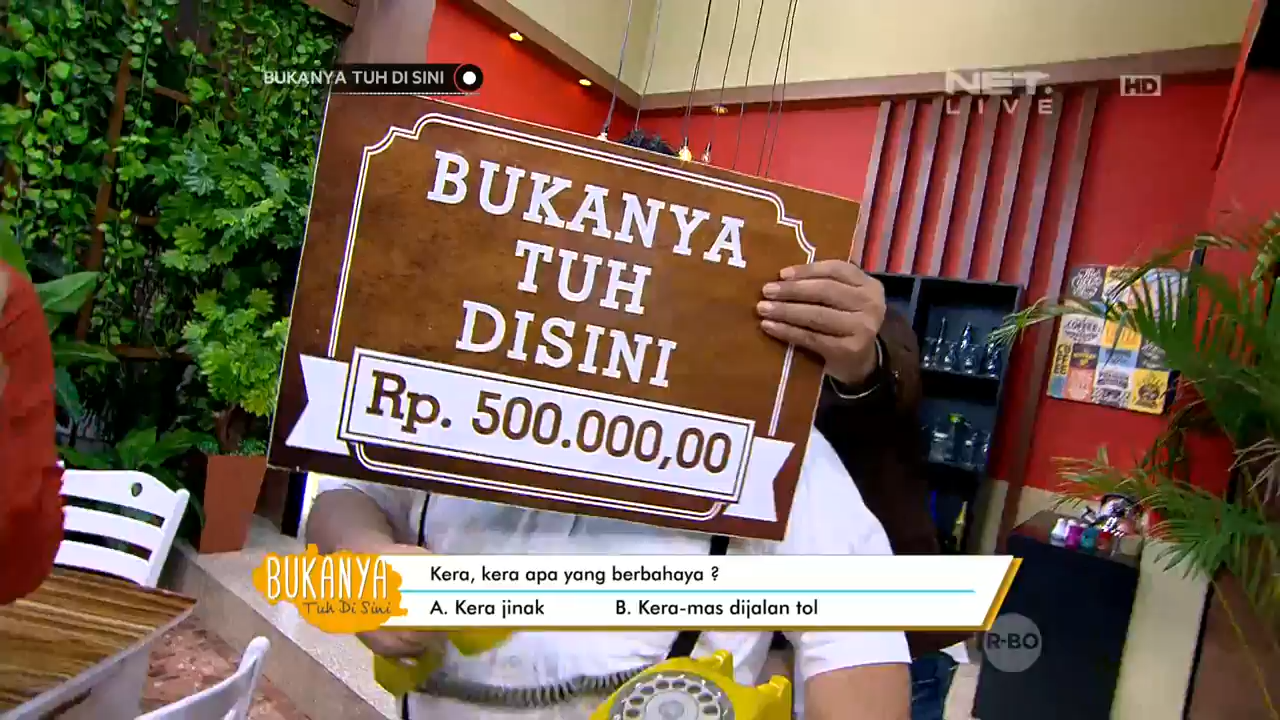 BUKANYA TUH DI SINI
NET.
LIVE
HD
BUKANYA
TUH
DISINI
Rp. 500.000,00
BUKANYA
Tuh Di Sini
Kera, kera apa yang berbahaya ?
A. Kera jinak
B. Kera-mas dijalan tol
R-BO